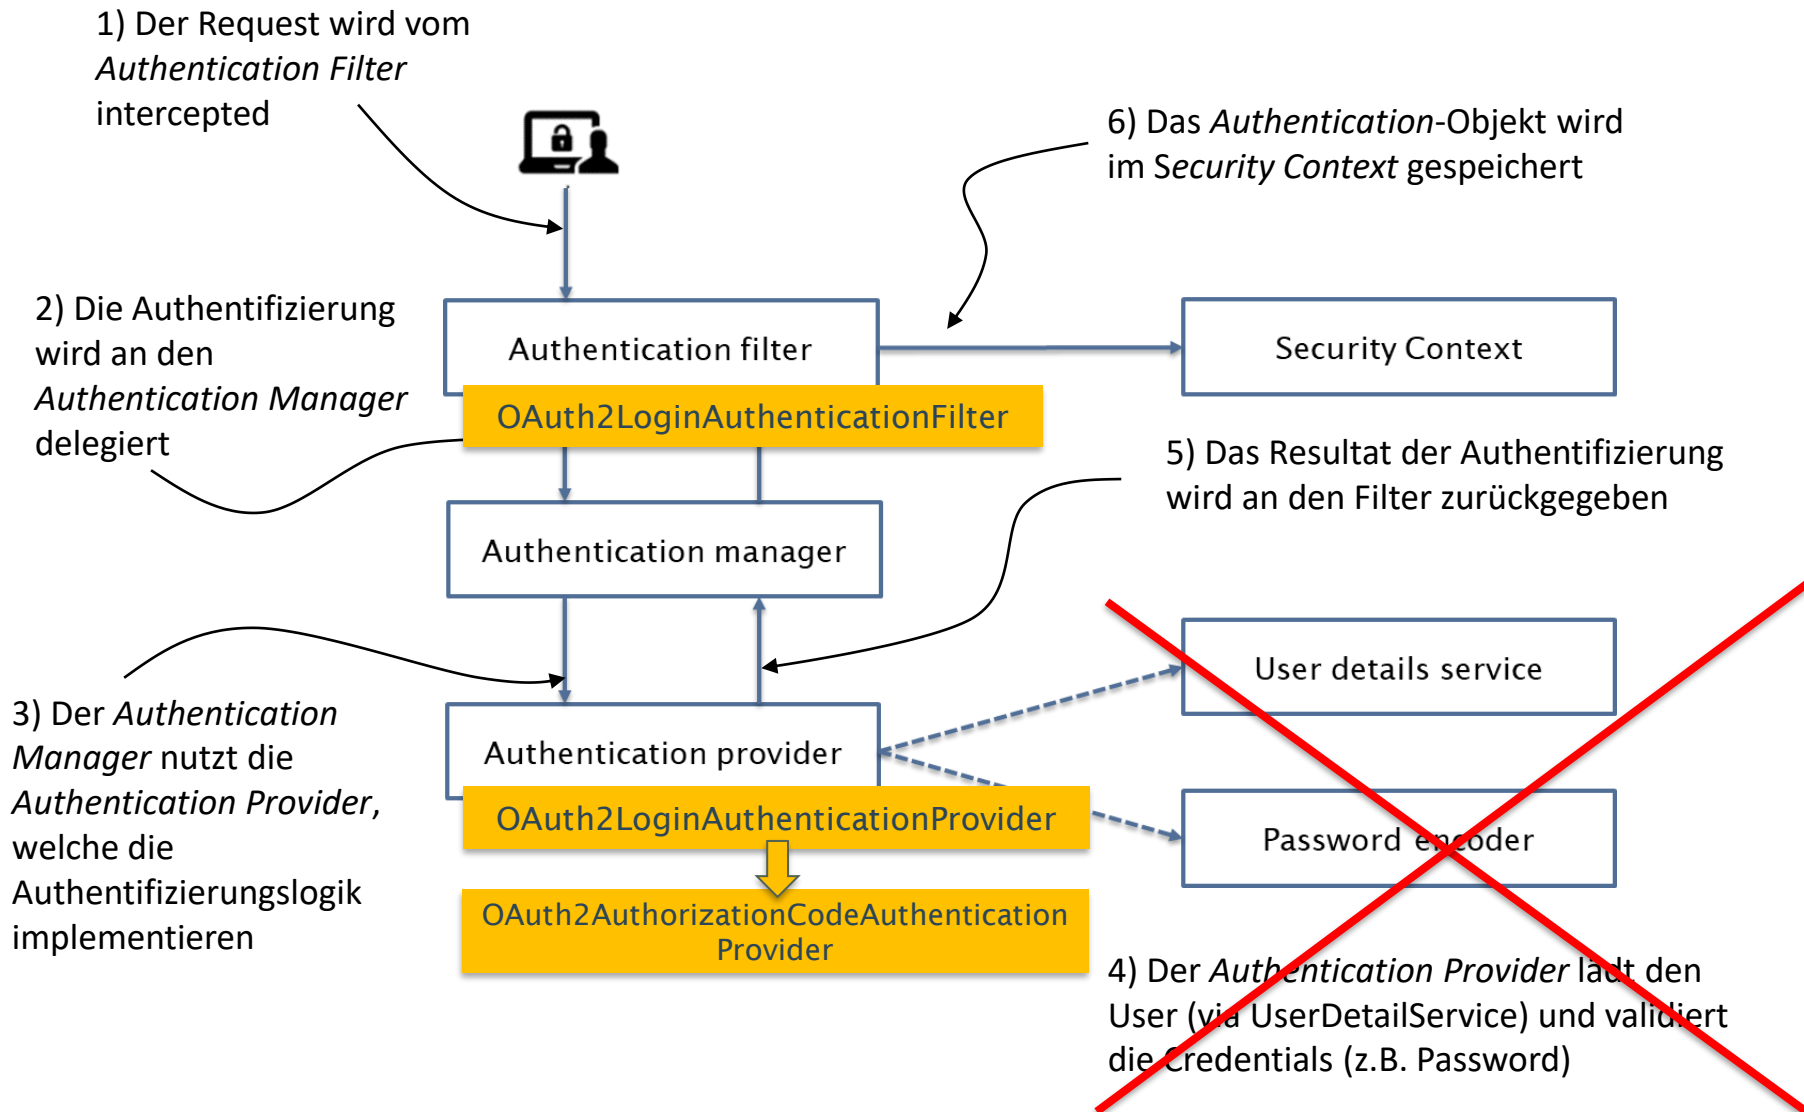 1) Der Request wird vom
Authentication Filter
intercepted
6) Das Authentication-Objekt wird
im Security Context gespeichert
2) Die Authentifizierung
wird an den
Authentication Manager
delegiert
Authentication filter
Security Context
OAuth2LoginAuthenticationFilter
5) Das Resultat der Authentifizierung
wird an den Filter zurückgegeben
Authentication manager
User details service
3) Der Authentication
Manager nutzt die
Authentication Provider,
welche die
Authentifizierungslogik
implementieren
Authentication provider
OAuth2LoginAuthenticationProvider
Password encoder
OAuth2AuthorizationCodeAuthentication
Provider
4) Der Authentication Provider lädt den
User (via UserDetailService) und validiert
die Credentials (z.B. Password)